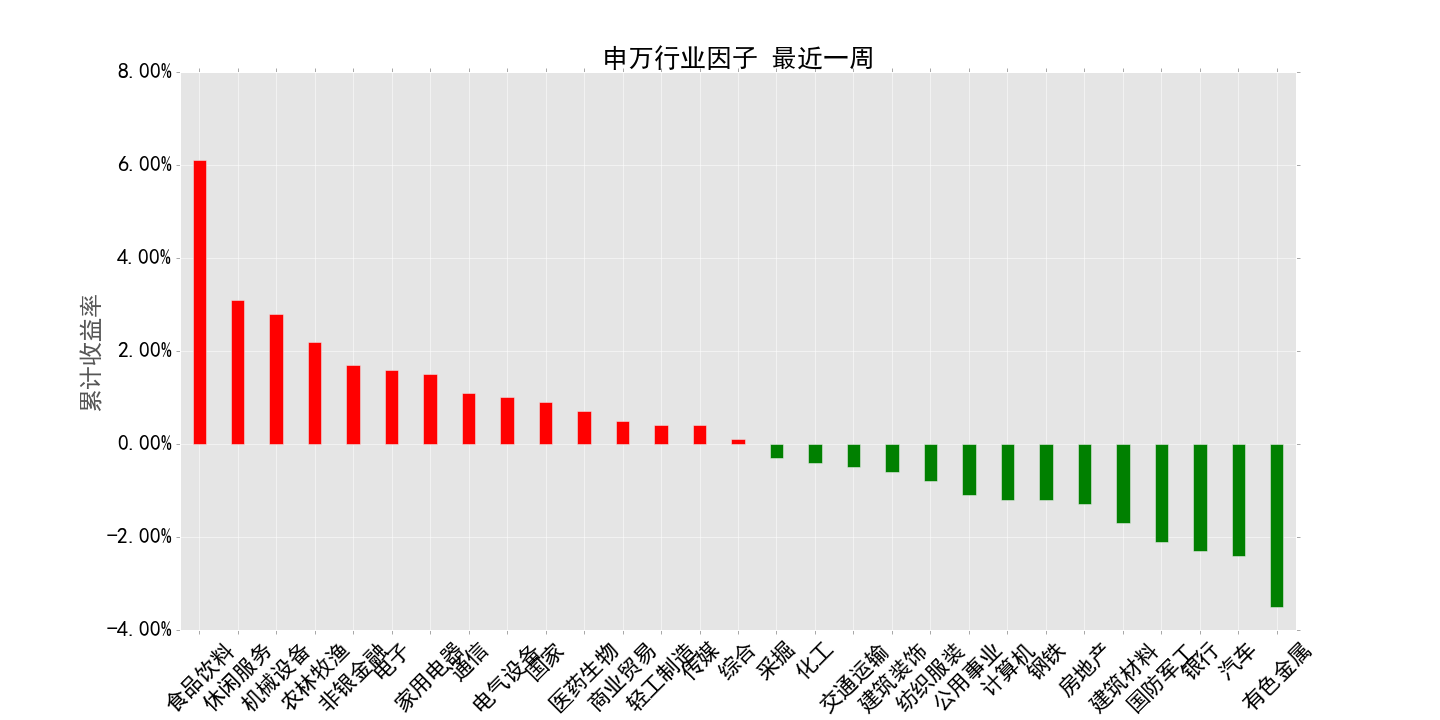 申万行业因子 最近一周
累计收益率
8.00%
6.00%
4.00%
2.00%
0.00%
-2.00%
-4.00%
食品饮料
休闲服务
机械设备
农林牧渔
非银金融
电子
家用电器
通信
电气设备
国家
医药生物
商业贸易
轻工制造
传媒
综合
采掘
化工
交通运输
建筑装饰
纺织服装
公用事业
计算机
钢铁
房地产
建筑材料
国防军工
银行
汽车
有色金属